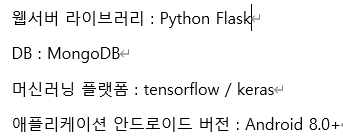 웹서버 라이브러리 : Python Flask
DB : MongoDB
머신러닝 플랫폼 : tensorflow / keras
애플리케이션 안드로이드 버전 : Android 8.0+